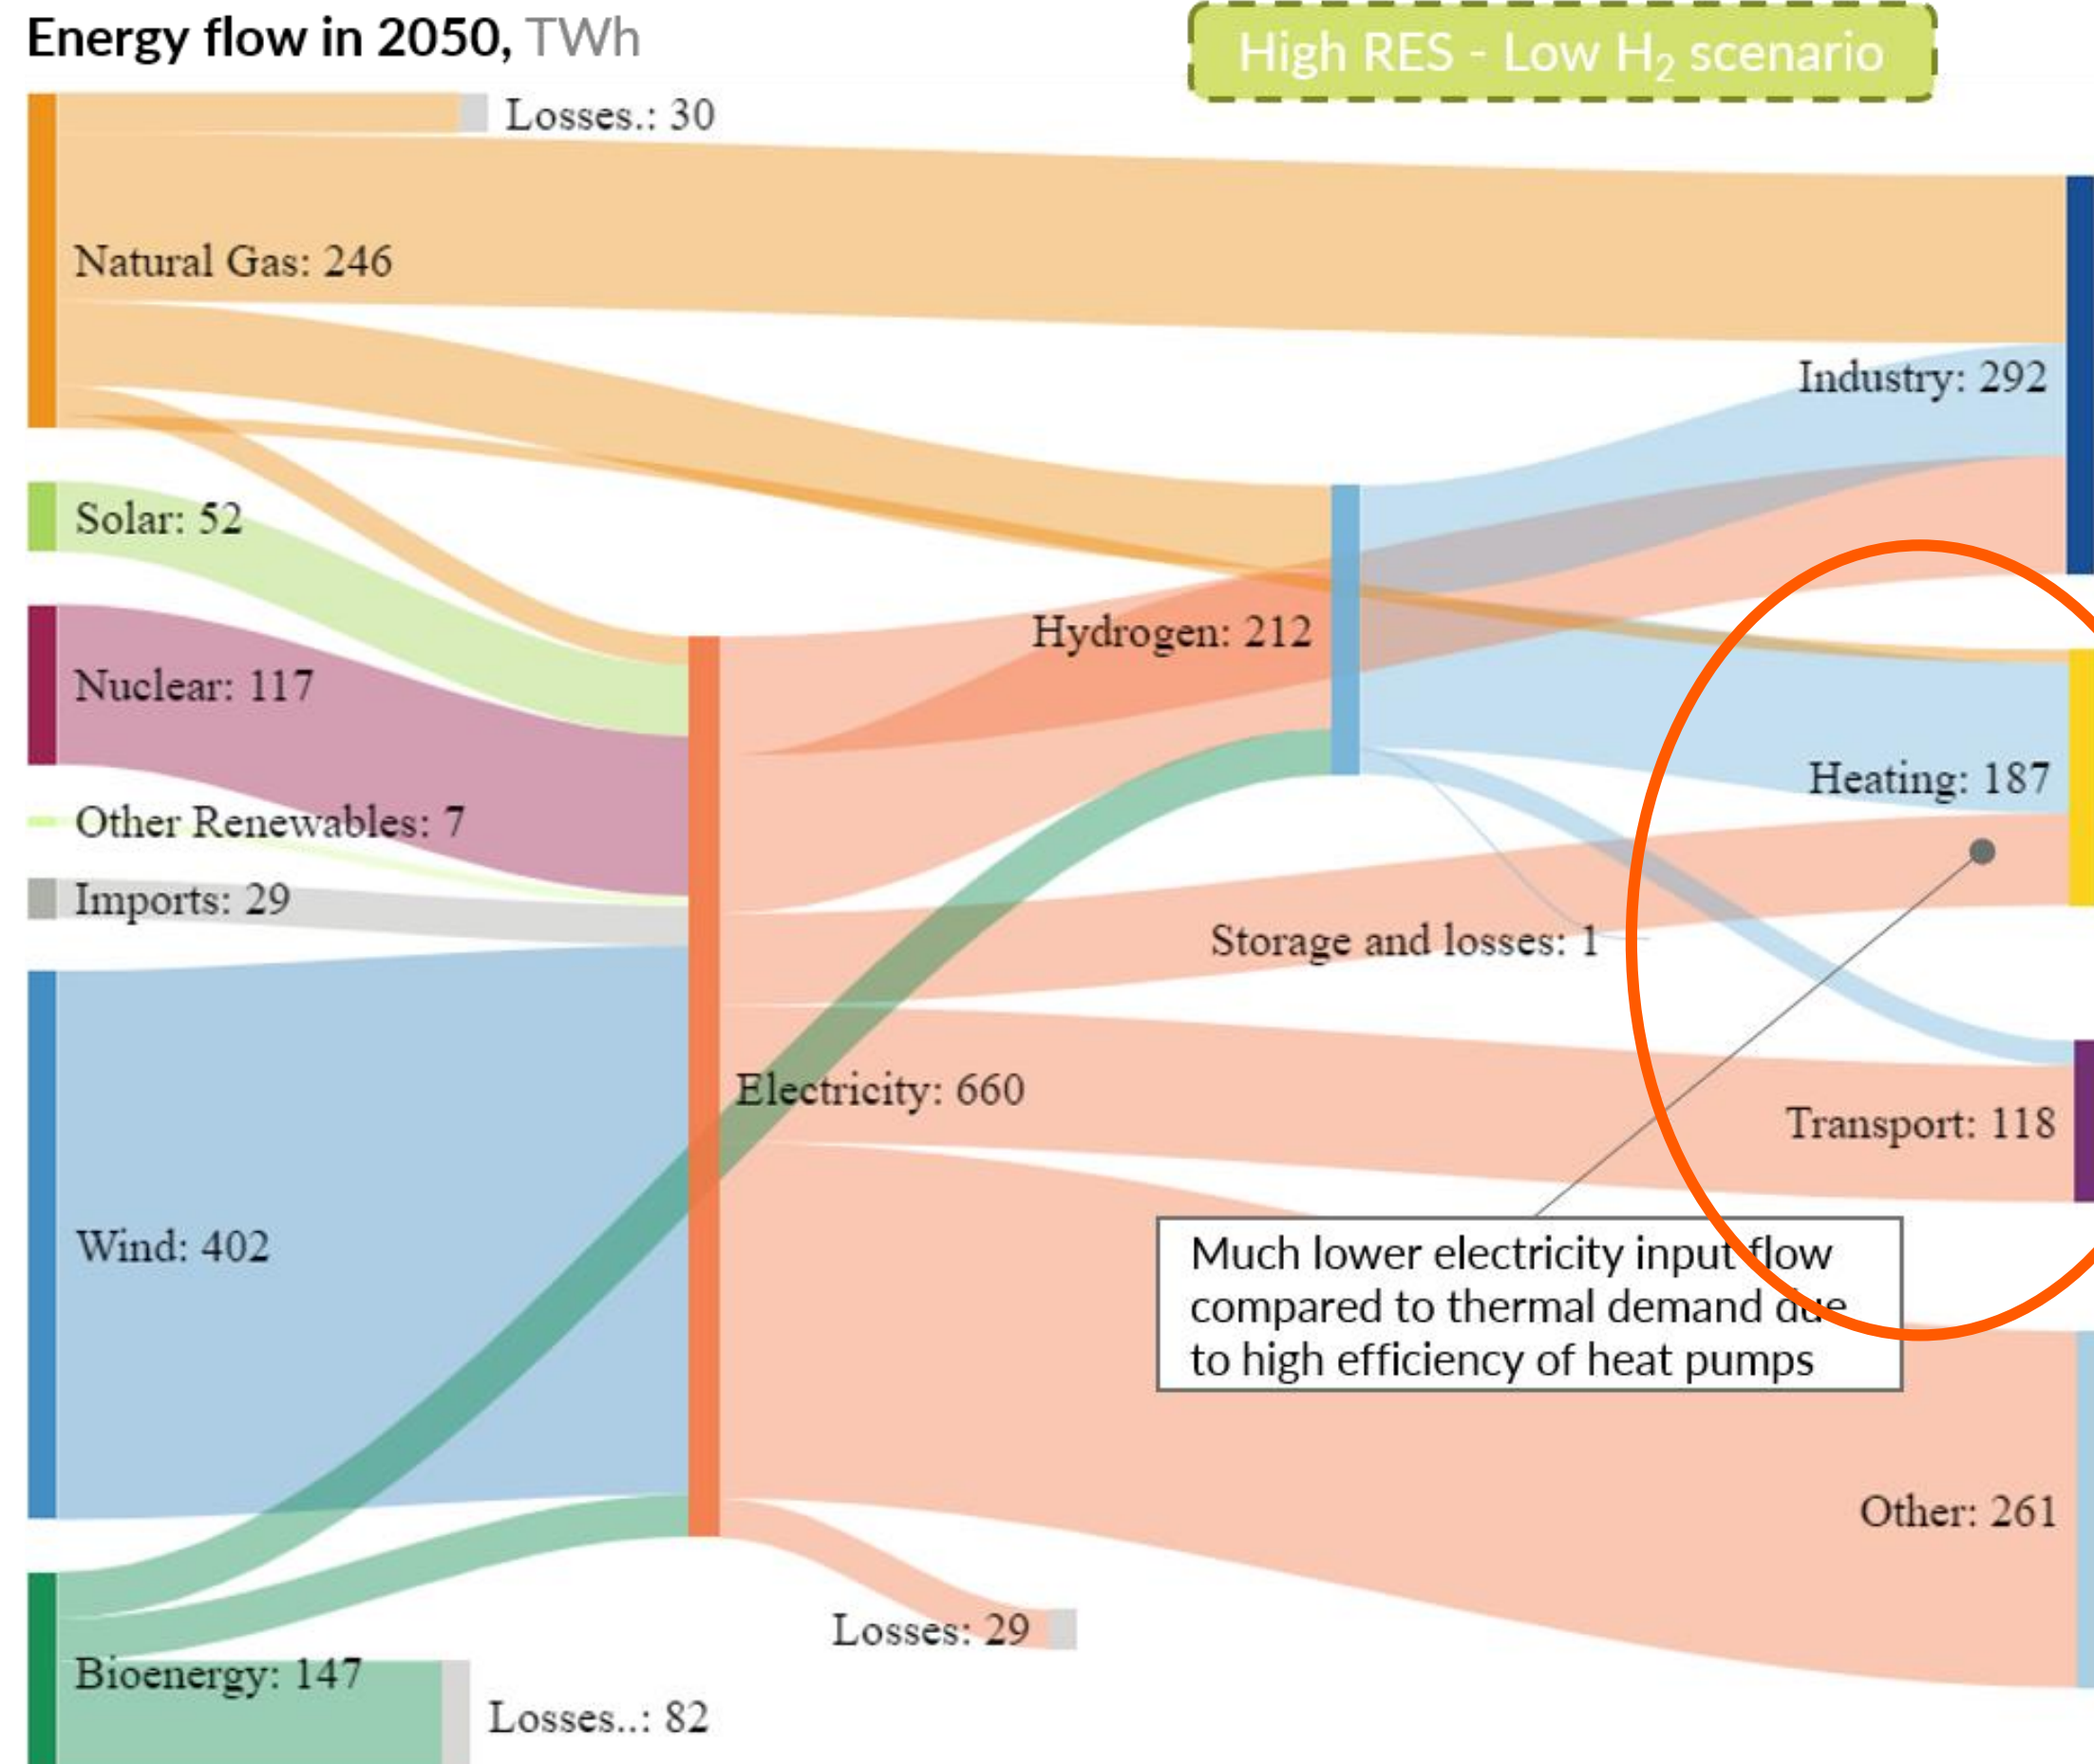 Energy flow in 2050, TWh
High RES - Low H₂ scenario
Losses.: 30
Natural Gas: 246
Industry: 292
Solar: 52
Hydrogen: 212
Nuclear: 117
Heating: 187
Other Renewables: 7
Imports: 29
Storage and losses: 1
Electricity: 660
Transport: 118
Wind: 402
Much lower electricity input flow
compared to thermal demand due
to high efficiency of heat pumps
Other: 261
Losses: 29
Bioenergy: 147
Losses..: 82